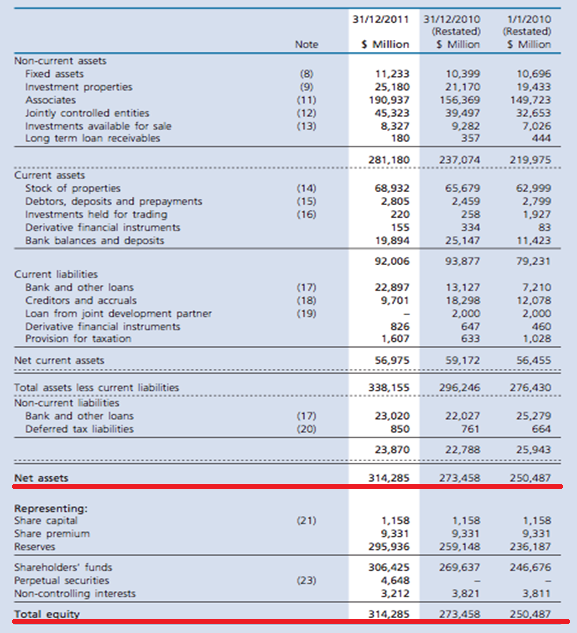 31/12/2011 31/12/2010 1/1/2010
(Restated) (Restated)
Note $ Million $ Million $ Million
Non-current assets
Fixed assets (8) 11,233 10,399 10,696
Investment properties (9) 25,180 21,170 19,433
Associates (11) 190,937 156,369 149,723
Jointly controlled entities (12) 45,323 39,497 32,653
Investments available for sale (13) 8,327 9,282 7,026
Long term loan receivables 180 357 444
281,180 237,074 219,975
Current assets
Stock of properties (14) 68,932 65,679 62,999
Debtors, deposits and prepayments (15) 2,805 2,459 2,799
Investments held for trading (16) 220 258 1,927
Derivative financial instruments 155 334 83
Bank balances and deposits 19,894 25,147 11,423
92,006 93,877 79,231
Current liabilities
Bank and other loans (17) 22,897 13,127 7,210
Creditors and accruals (18) 9,701 18,298 12,078
Loan from joint development partner (19) – 2,000 2,000
Derivative financial instruments 826 647 460
Provision for taxation 1,607 633 1,028
Net current assets 56,975 59,172 56,455
Total assets less current liabilities 338,155 296,246 276,430
Non-current liabilities
Bank and other loans (17) 23,020 22,027 25,279
Deferred tax liabilities (20) 850 761 664
23,870 22,788 25,943
Net assets 314,285 273,458 250,487
Representing:
Share capital (21) 1,158 1,158 1,158
Share premium 9,331 9,331 9,331
Reserves 295,936 259,148 236,187
Shareholders' funds 306,425 269,637 246,676
Perpetual securities (23) 4,648 – –
Non-controlling interests 3,212 3,821 3,811
Total equity 314,285 273,458 250,487